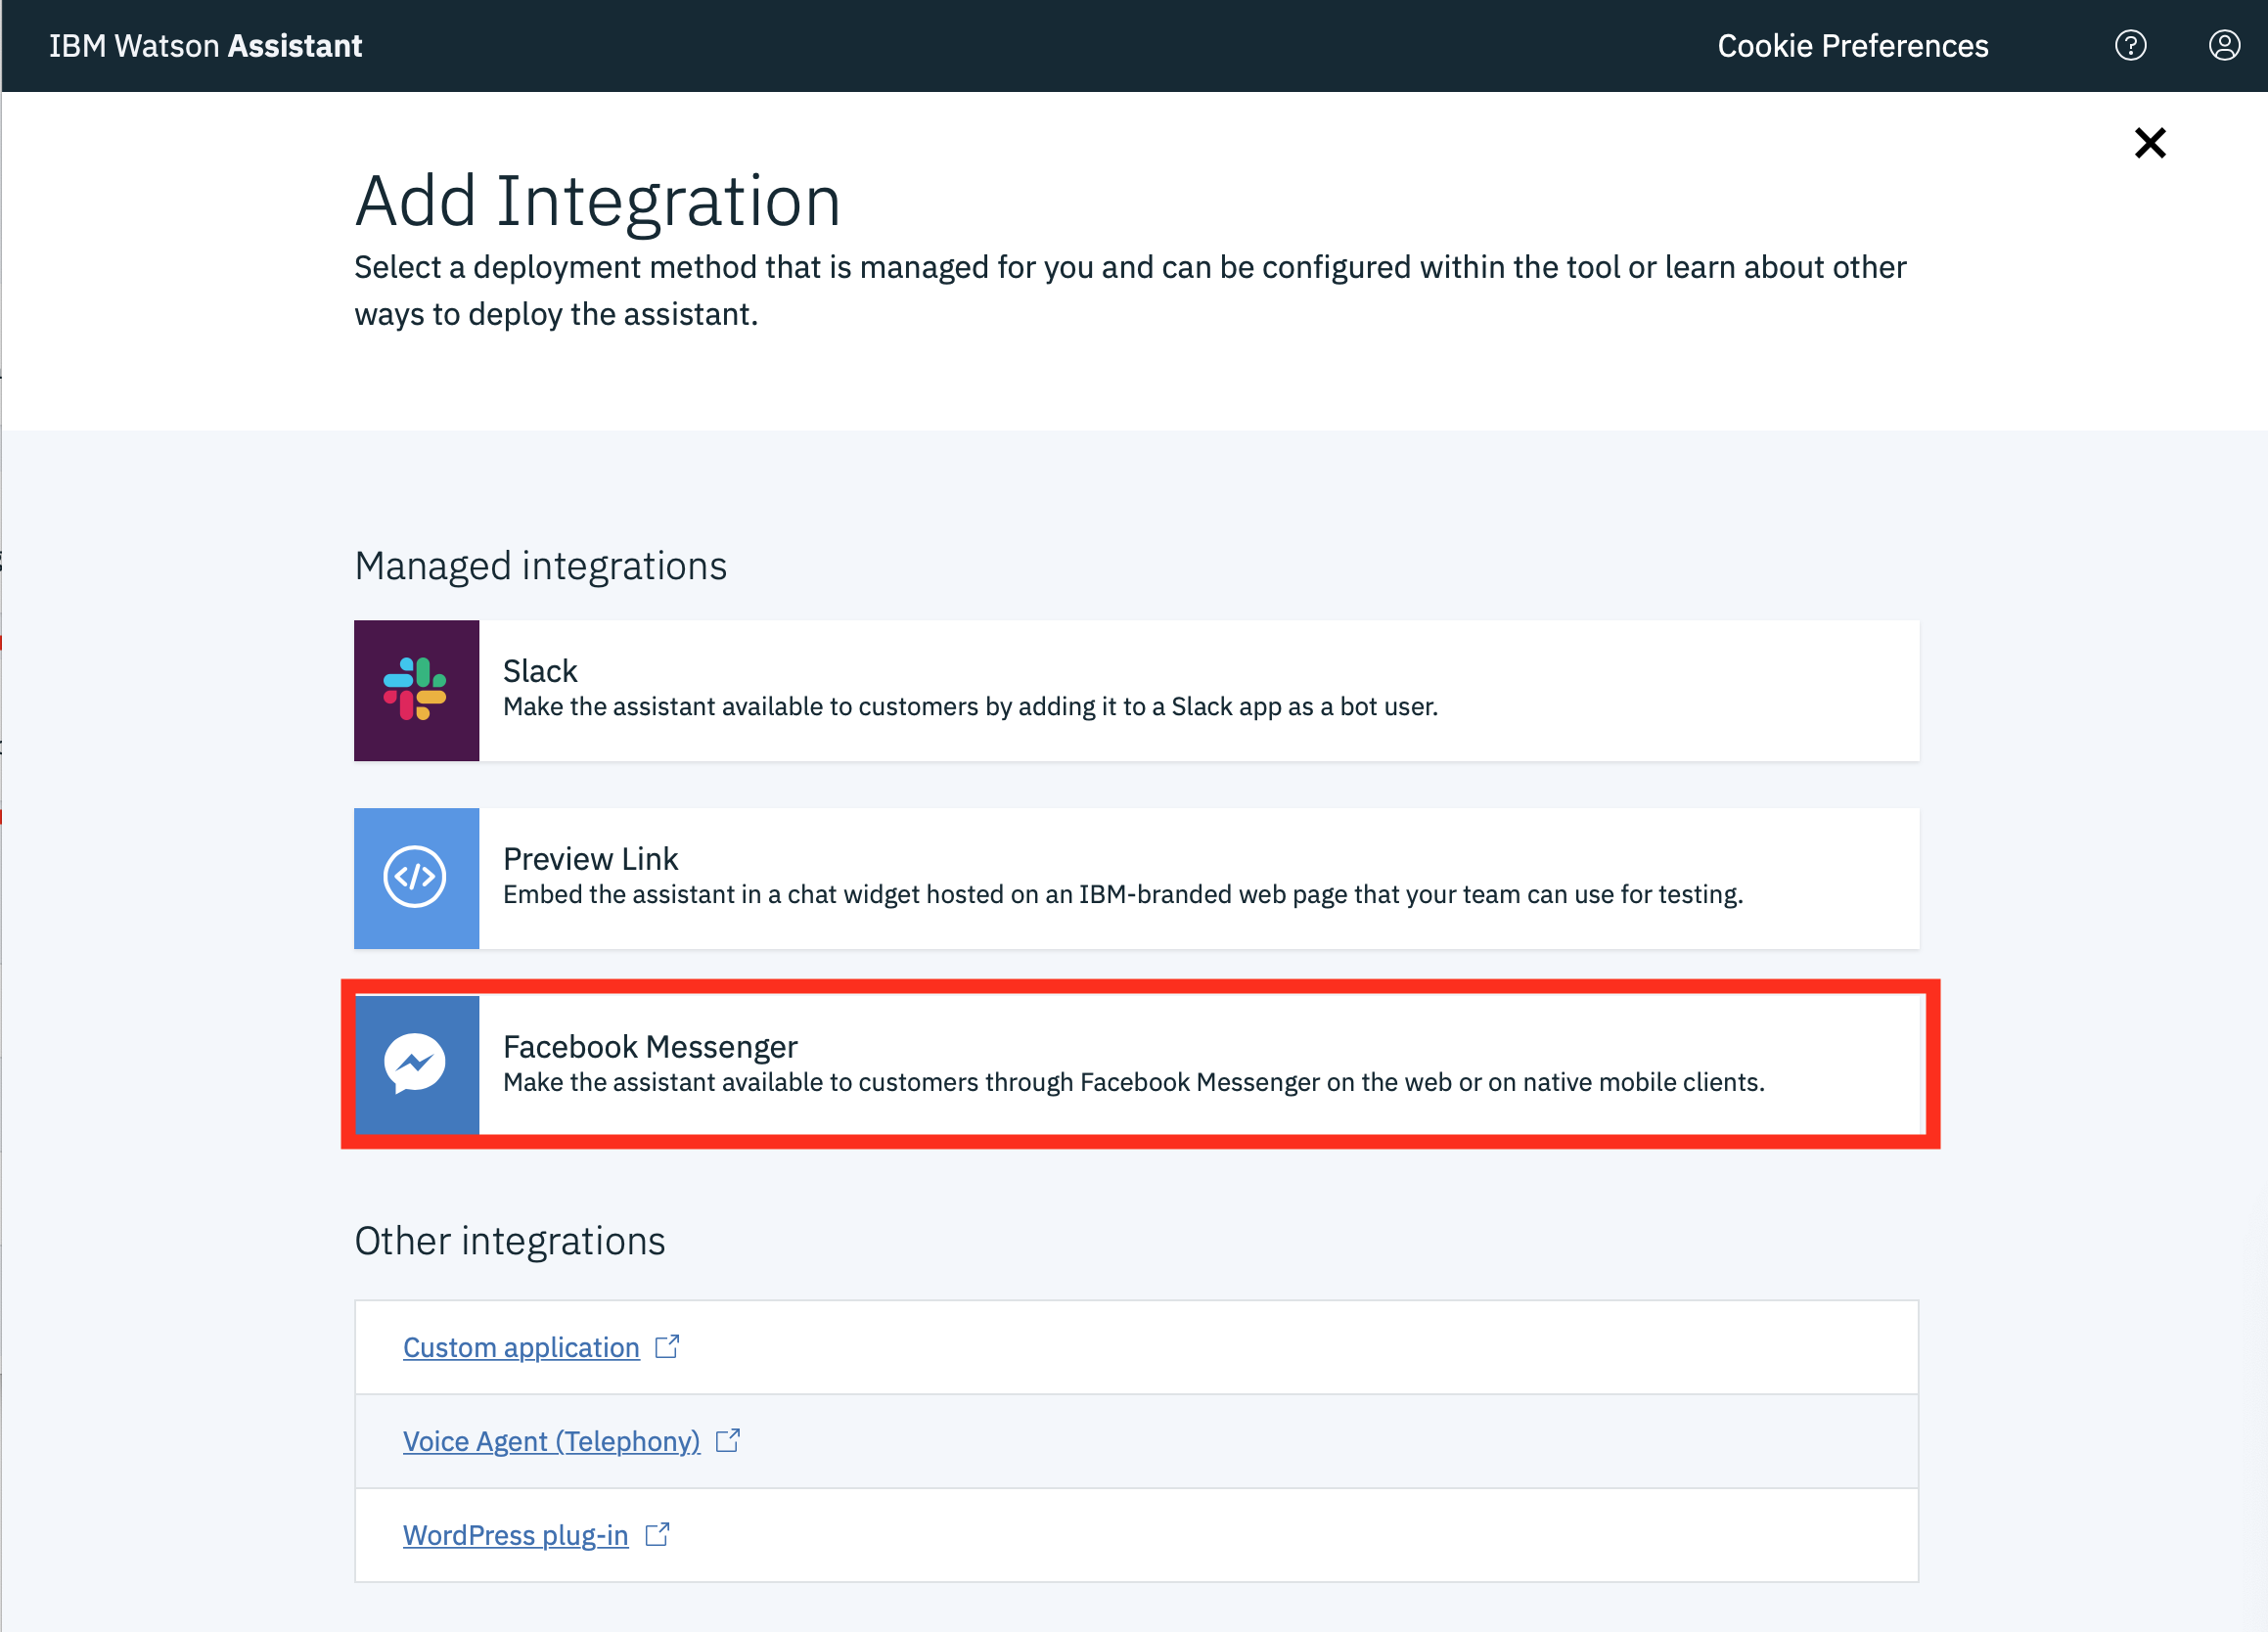 IBM Watson Assistant
Cookie Preferences
Add Integration
Select a deployment method that is managed for you and can be configured within the tool or learn about other
ways to deploy the assistant.
Managed integrations
Slack
Make the assistant available to customers by adding it to a Slack app as a bot user.
Preview Link
Embed the assistant in a chat widget hosted on an IBM-branded web page that your team can use for testing.
Facebook Messenger
Make the assistant available to customers through Facebook Messenger on the web or on native mobile clients.
Other integrations
Custom application
Voice Agent (Telephony)
WordPress plug-in